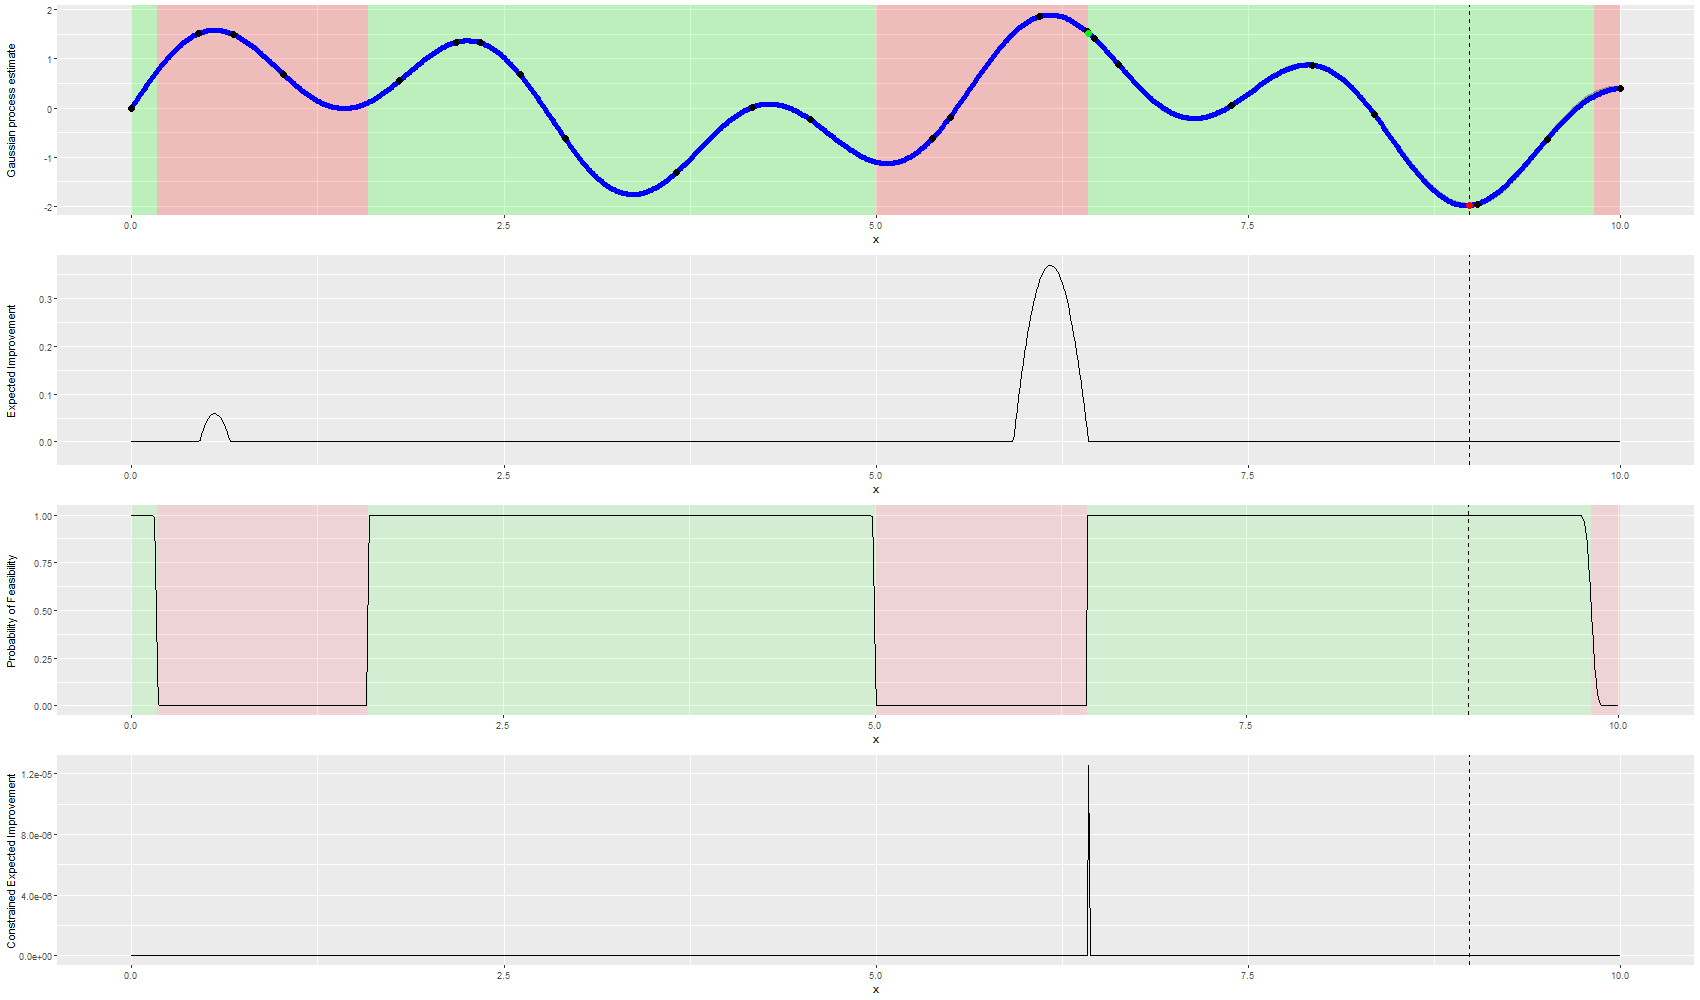 Gaussian process estimate
2
1
0
-1
-2
0.0 2.5 5.0 7.5 10.0
x
Expected Improvement
0.3
0.2
0.1
0.0
0.0 2.5 5.0 7.5 10.0
x
Probability of Feasibility
1.00
0.75
0.50
0.25
0.00
0.0 2.5 5.0 7.5 10.0
x
Constrained Expected Improvement
1.2e-05
8.0e-06
4.0e-06
0.0e+00
0.0 2.5 5.0 7.5 10.0
x